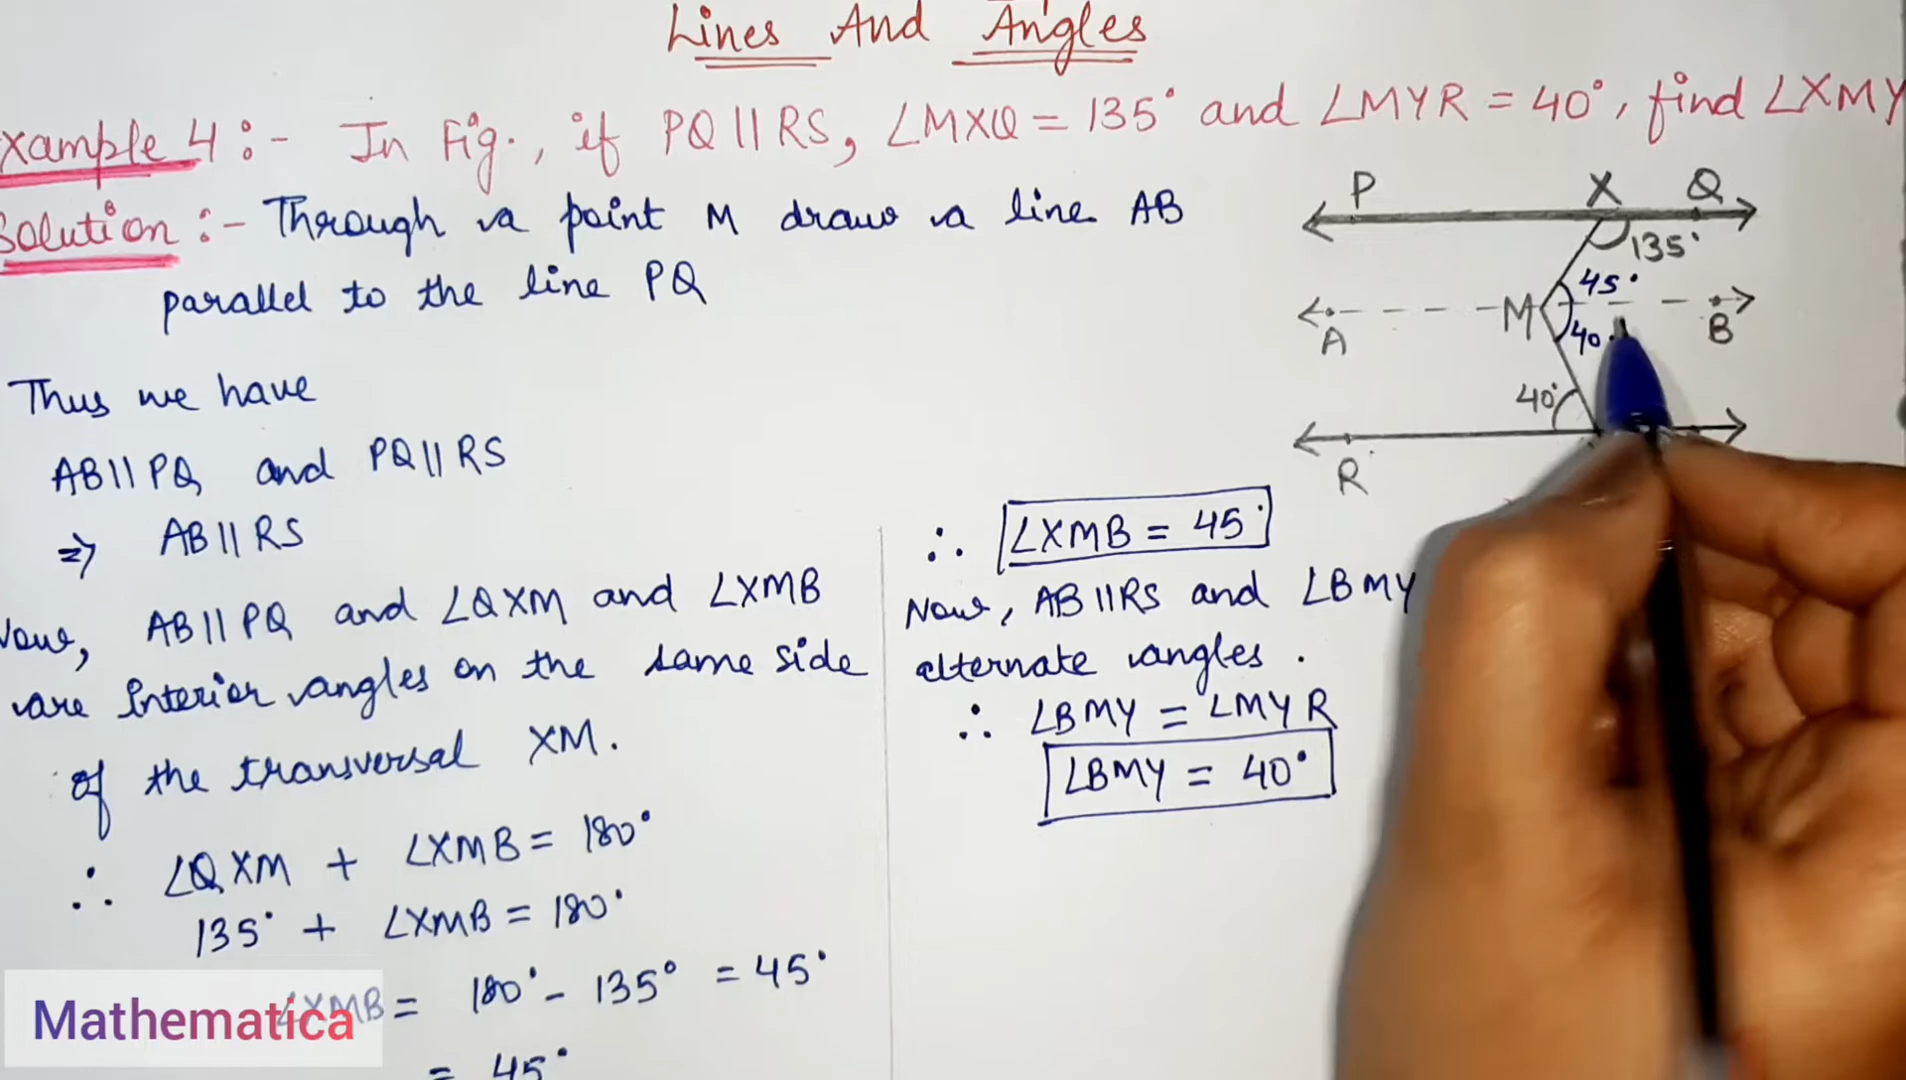 Lines And Angles
xample 4 :- In Fig., if PQ || RS, ∠MXQ = 135° and ∠MYR = 40°, find ∠XMY
Solution :- Through a point M draw a line AB
parallel to the line PQ
Thus we have
AB || PQ and PQ || RS
⇒ AB || RS
Now, AB || PQ and ∠QXM and ∠XMB
are interior angles on the same side
of the transversal XM.
∴ ∠QXM + ∠XMB = 180°
135° + ∠XMB = 180°
∠XMB = 180° - 135° = 45°
= 45°
∴ ∠XMB = 45°
Now, AB || RS and ∠BMY
alternate angles.
∴ ∠BMY = ∠MYR
∠BMY = 40°
P X Q
135°
45°
A M B
40°
40°
R
Mathematica